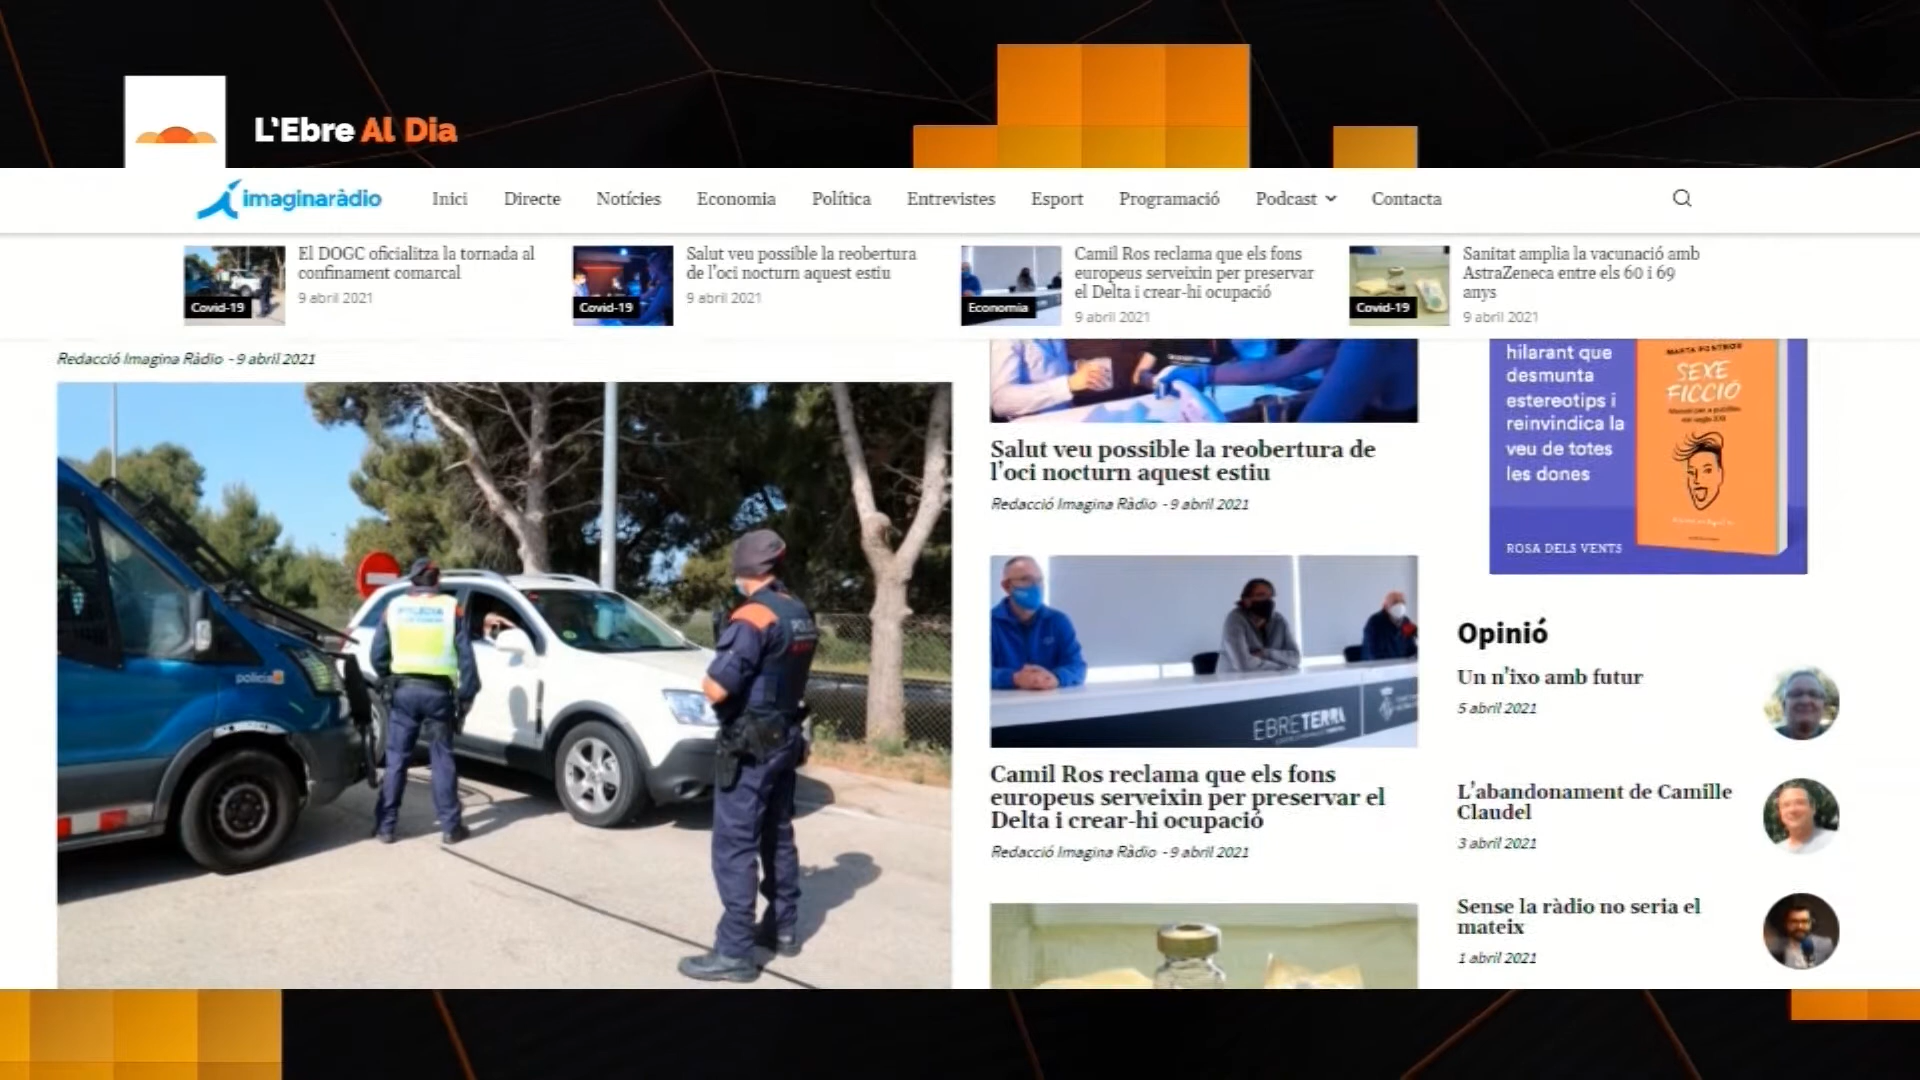 L'Ebre Al Dia
imaginaràdio
Inici Directe Notícies Economia Política Entrevistes Esport Programació Podcast Contacta
El DOGC oficialitza la tornada al
confinament comarcal
9 abril 2021
Covid-19
Salut veu possible la reobertura
de l'oci nocturn aquest estiu
9 abril 2021
Covid-19
Camil Ros reclama que els fons
europeus serveixin per preservar
el Delta i crear-hi ocupació
9 abril 2021
Economia
Sanitat amplia la vacunació amb
AstraZeneca entre els 60 i 69
anys
9 abril 2021
Covid-19
Redacció Imagina Ràdio - 9 abril 2021
policia
Salut veu possible la reobertura de
l'oci nocturn aquest estiu
Redacció Imagina Ràdio - 9 abril 2021
EBRETERRA
Camil Ros reclama que els fons
europeus serveixin per preservar el
Delta i crear-hi ocupació
Redacció Imagina Ràdio - 9 abril 2021
hilarant que
desmunta
estereotips i
reinvindica la
veu de totes
les dones
ROSA DELS VENTS
SEXE
FICCIÓ
Opinió
Un n'ixo amb futur
5 abril 2021
L'abandonament de Camille
Claudel
3 abril 2021
Sense la ràdio no seria el
mateix
1 abril 2021